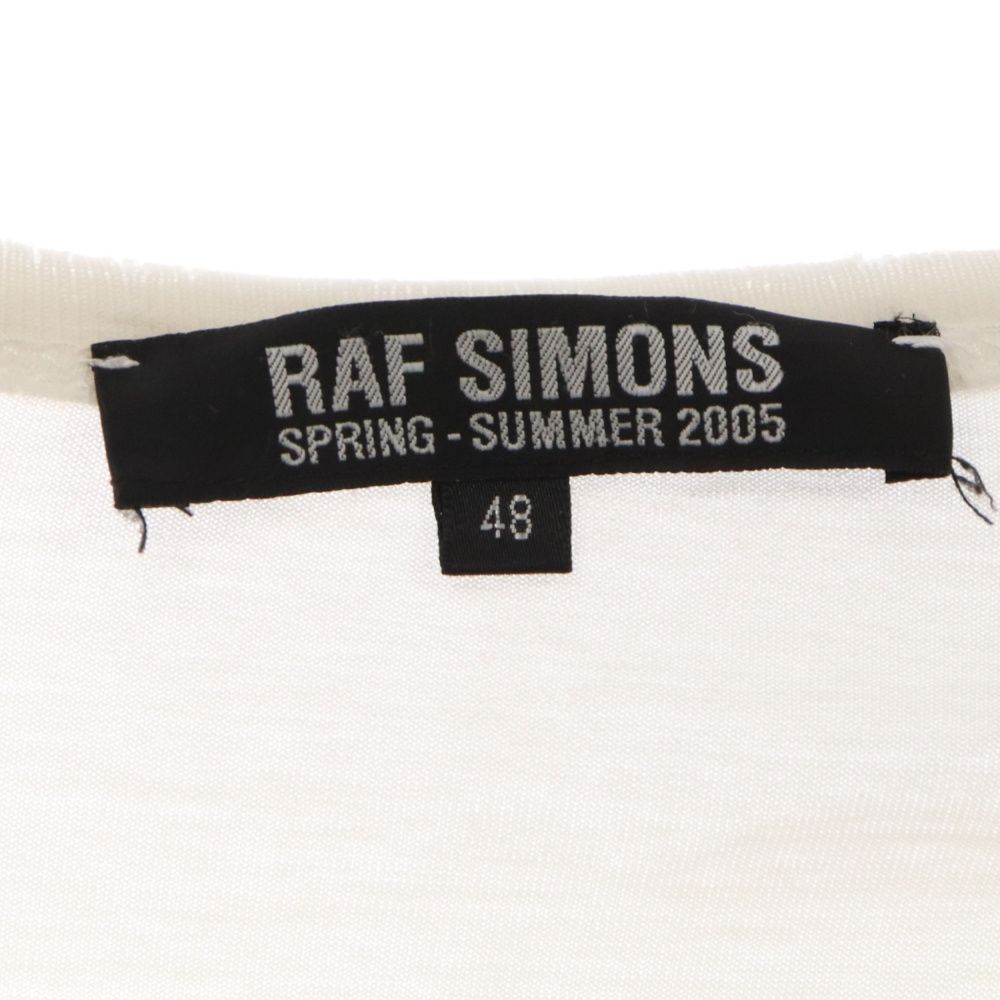 RAF SIMONS
SPRING - SUMMER 2005
48